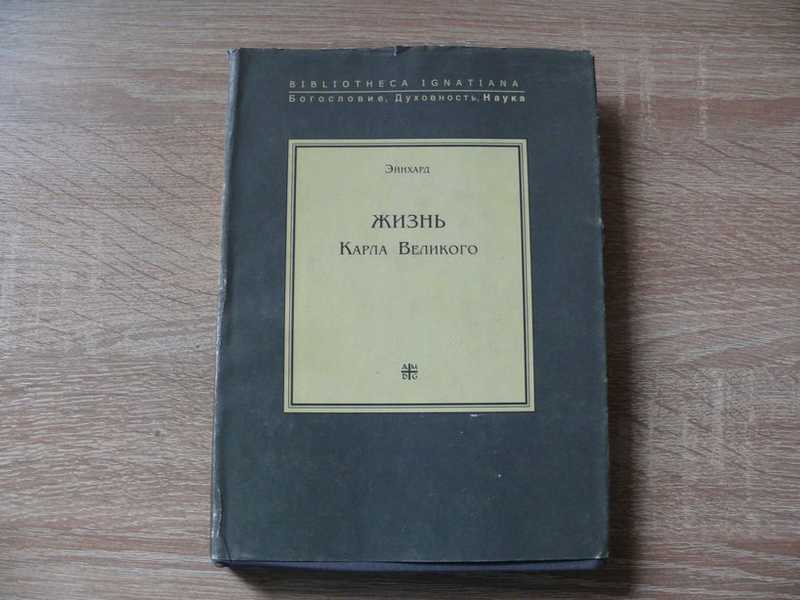 BIBLIOTHECA IGNATIANA
Богословие, Духовность, Наука
Эйнхард
ЖИЗНЬ
Карла Великого
A M
D G